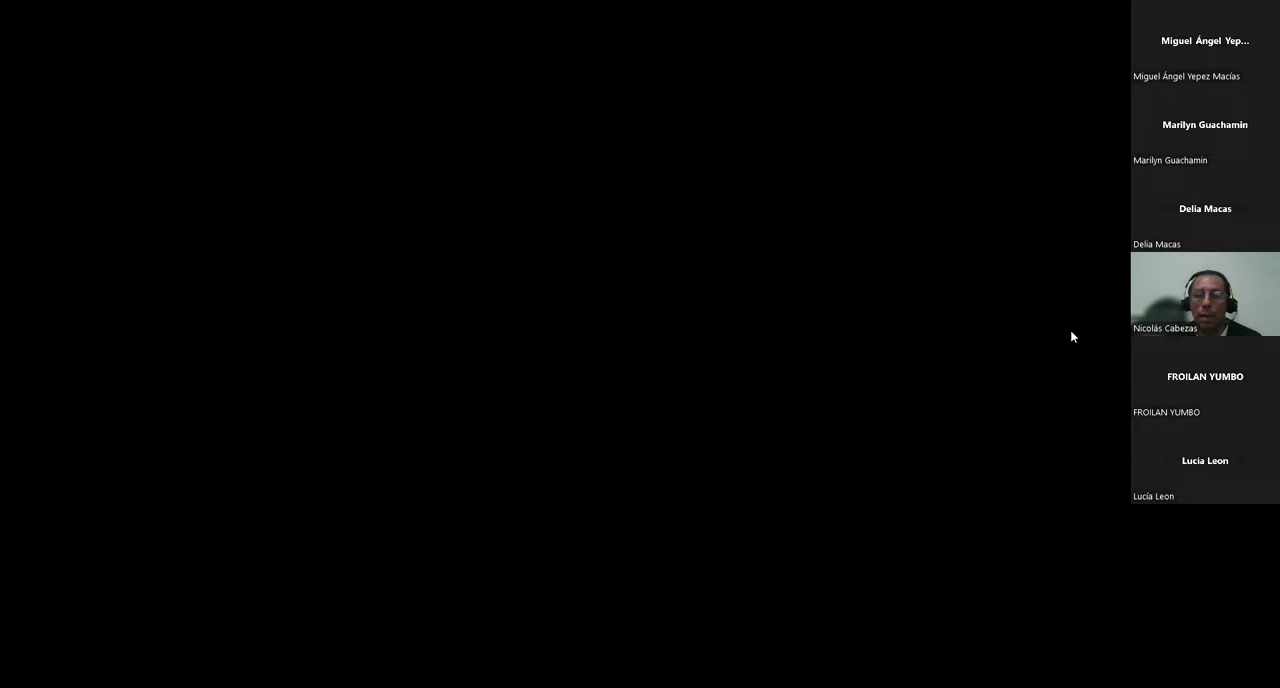 Miguel Ángel Yep...
Miguel Ángel Yepez Macías
Marilyn Guachamin
Marilyn Guachamin
Delia Macas
Delia Macas
Nicolás Cabezas
FROILAN YUMBO
FROILAN YUMBO
Lucia Leon
Lucía Leon